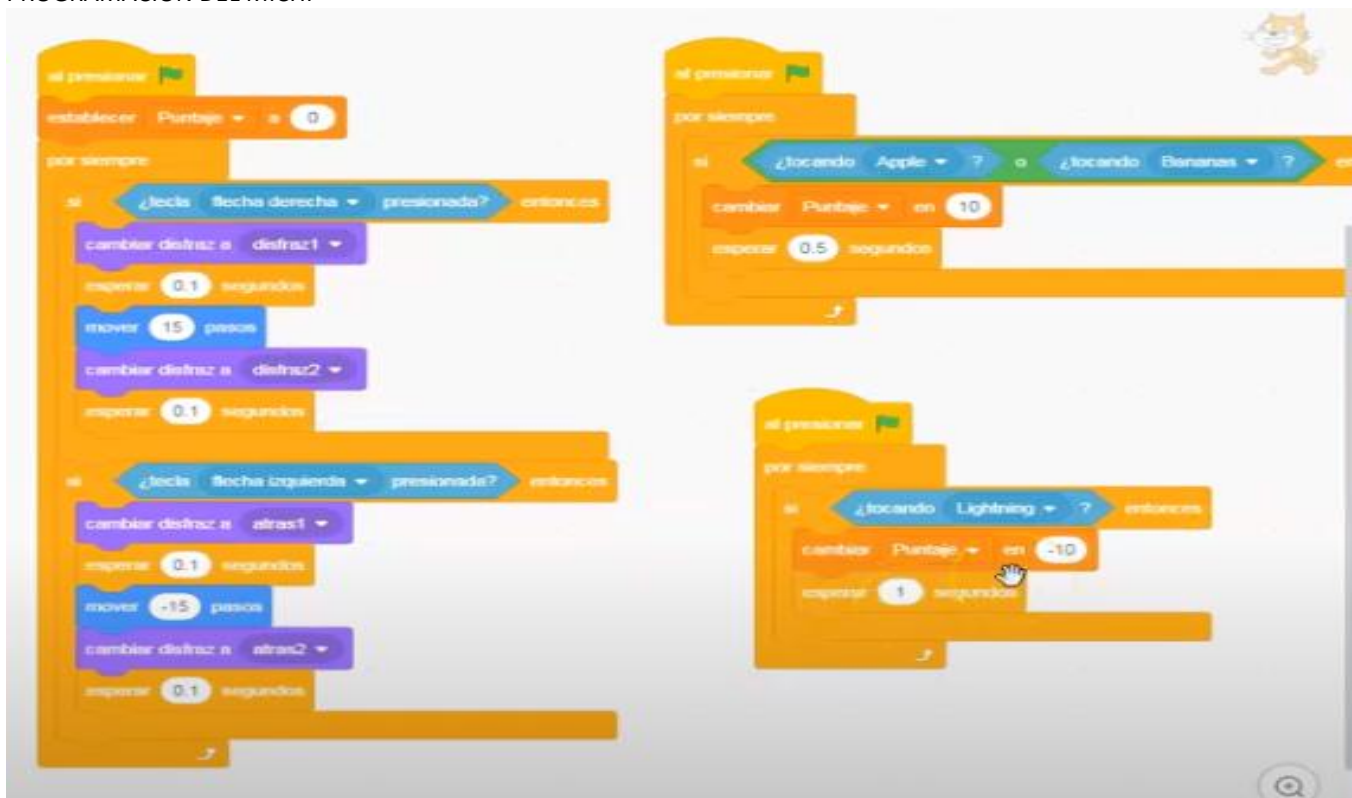 al presionar
establecer Puntaje a 0
por siempre
si ¿tecla flecha derecha presionada? entonces
cambiar disfraz a disfraz1
esperar 0.1 segundos
mover 15 pasos
cambiar disfraz a disfraz2
esperar 0.1 segundos
si ¿tecla flecha izquierda presionada? entonces
cambiar disfraz a atras1
esperar 0.1 segundos
mover -15 pasos
cambiar disfraz a atras2
esperar 0.1 segundos
al presionar
por siempre
si ¿tocando Apple ? o ¿tocando Bananas ?
cambiar Puntaje en 10
esperar 0.5 segundos
al presionar
por siempre
si ¿tocando Lightning ? entonces
cambiar Puntaje en -10
esperar 1 segundos